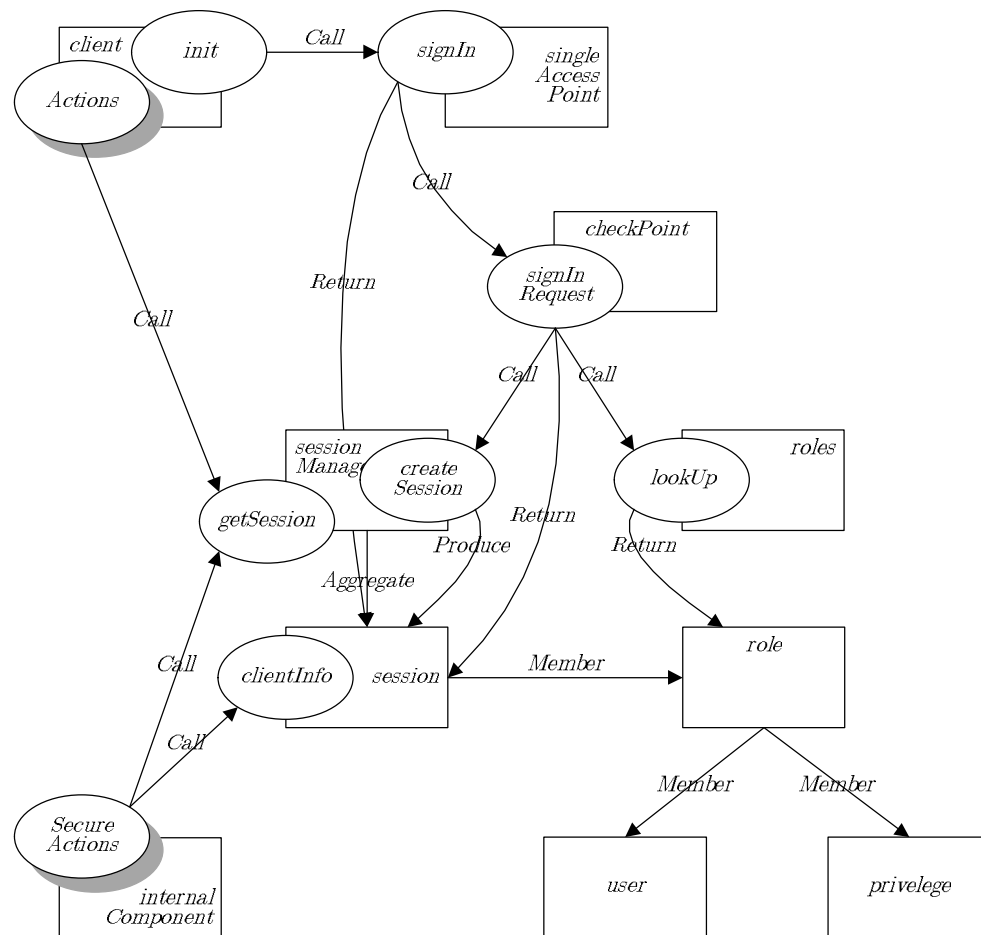 client
init
Call
signIn
single
Access
Point
Actions
Call
checkPoint
signIn
Request
Return
Call
Call
Call
session
Manage
create
Session
roles
lookUp
getSession
Return
Produce
Return
Aggregate
role
clientInfo
session
Member
Call
Call
Member
Member
Secure
Actions
user
privelege
internal
Component